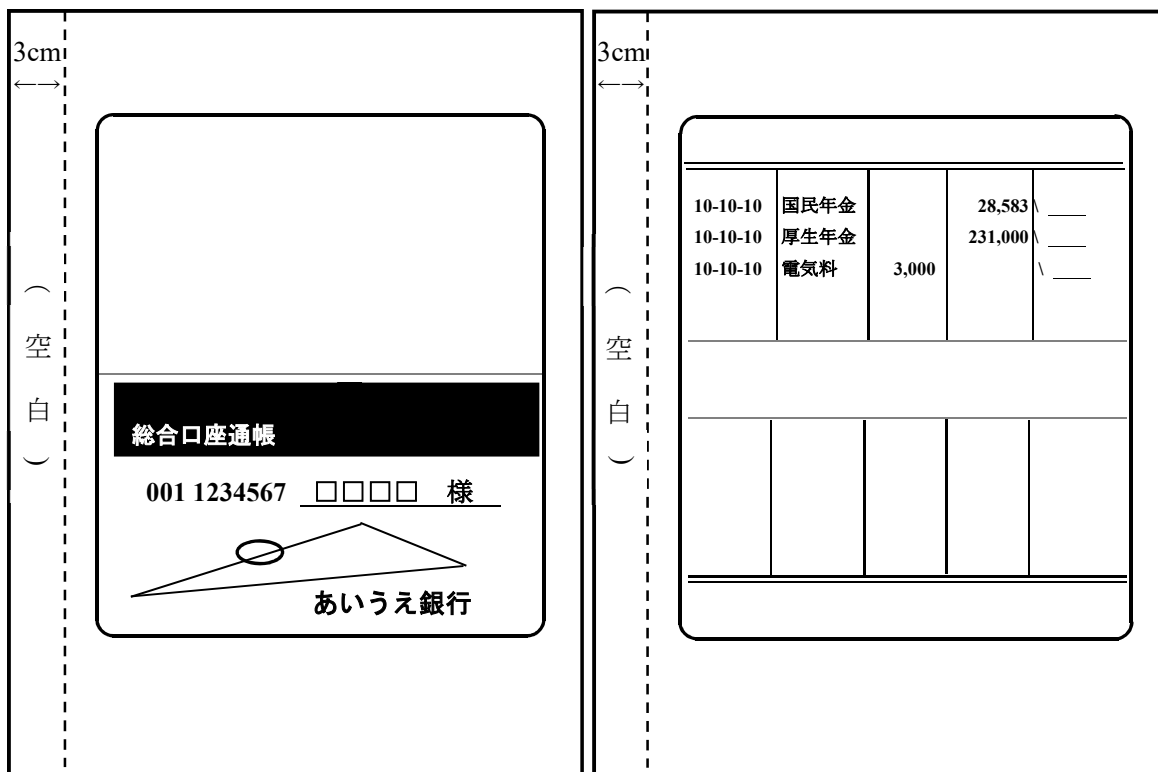 3cm
←→
（空白）
総合口座通帳
001 1234567 □□□□ 様
あいうえ銀行
3cm
←→
（空白）
10-10-10 国民年金 28,583 \
10-10-10 厚生年金 231,000 \
10-10-10 電気料 3,000 \